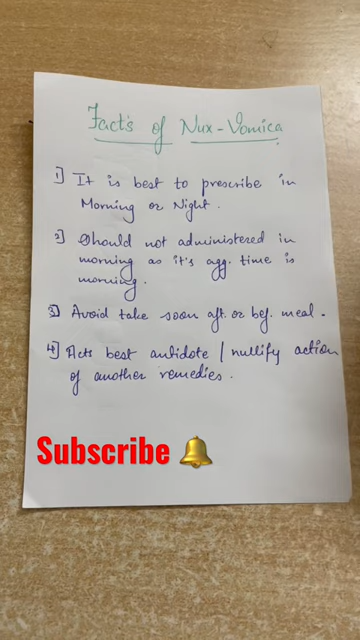 Facts of Nux-Vomica
1] It is best to prescribe in
Morning or Night.
2] Should not administered in
morning as it's agg. time is
morning.
3] Avoid take soon aft. or bef. meal.
4] Acts best antidote / nullify action
of another remedies.
Subscribe